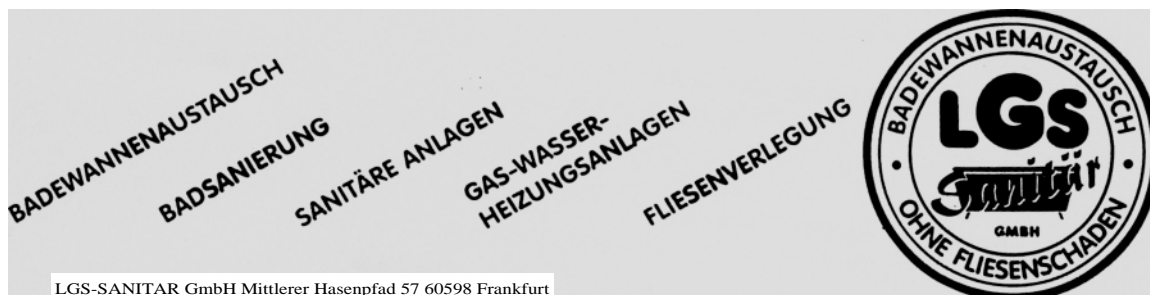 BADEWANNENAUSTAUSCH
BADSANIERUNG
SANITÄRE ANLAGEN
GAS-WASSER-
HEIZUNGSANLAGEN
FLIESENVERLEGUNG
BADEWANNENAUSTAUSCH
LGS
Sanitär
GMBH
OHNE FLIESENSCHADEN
LGS-SANITAR GmbH Mittlerer Hasenpfad 57 60598 Frankfurt